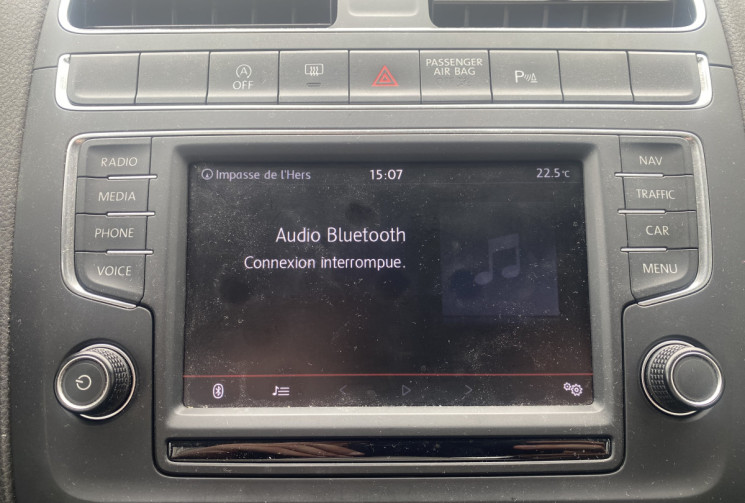 OFF
PASSENGER
AIR BAG
P
RADIO
MEDIA
PHONE
VOICE
Impasse de l'Hers 15:07 22.5°C
Audio Bluetooth
Connexion interrompue.
NAV
TRAFFIC
CAR
MENU